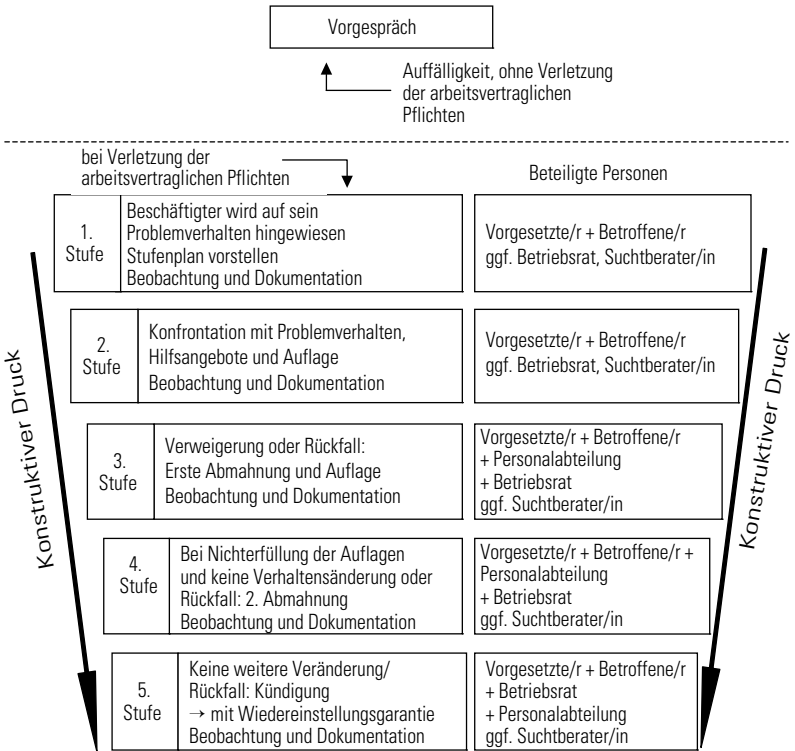 Vorgespräch
Auffälligkeit, ohne Verletzung
der arbeitsvertraglichen
Pflichten
bei Verletzung der
arbeitsvertraglichen Pflichten
Beteiligte Personen
1.
Stufe
Beschäftigter wird auf sein
Problemverhalten hingewiesen
Stufenplan vorstellen
Beobachtung und Dokumentation
Vorgesetzte/r + Betroffene/r
ggf. Betriebsrat, Suchtberater/in
2.
Stufe
Konfrontation mit Problemverhalten,
Hilfsangebote und Auflage
Beobachtung und Dokumentation
Vorgesetzte/r + Betroffene/r
ggf. Betriebsrat, Suchtberater/in
3.
Stufe
Verweigerung oder Rückfall:
Erste Abmahnung und Auflage
Beobachtung und Dokumentation
Vorgesetzte/r + Betroffene/r
+ Personalabteilung
+ Betriebsrat
ggf. Suchtberater/in
4.
Stufe
Bei Nichterfüllung der Auflagen
und keine Verhaltensänderung oder
Rückfall: 2. Abmahnung
Beobachtung und Dokumentation
Vorgesetzte/r + Betroffene/r +
Personalabteilung
+ Betriebsrat
ggf. Suchtberater/in
5.
Stufe
Keine weitere Veränderung/
Rückfall: Kündigung
→ mit Wiedereinstellungsgarantie
Beobachtung und Dokumentation
Vorgesetzte/r + Betroffene/r
+ Betriebsrat
+ Personalabteilung
ggf. Suchtberater/in
Konstruktiver Druck
Konstruktiver Druck